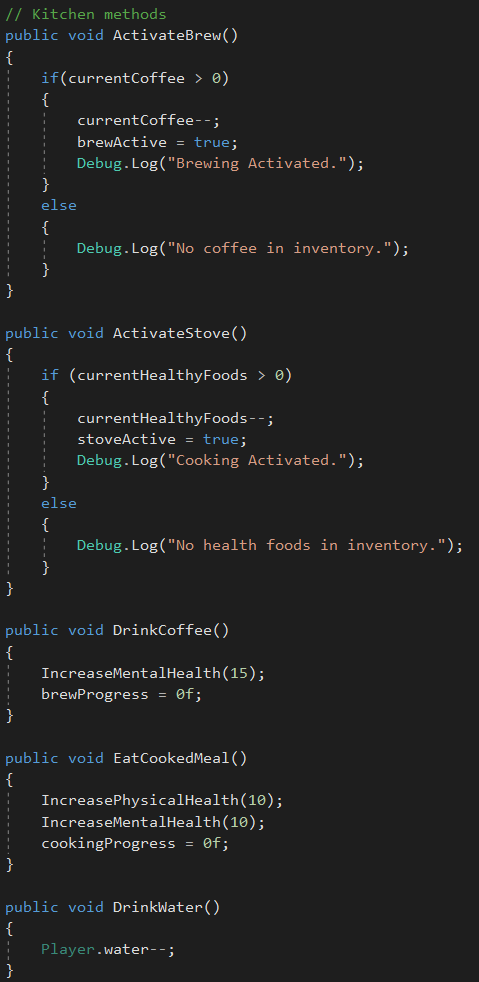 // Kitchen methods
public void ActivateBrew()
{
    if(currentCoffee > 0)
    {
        currentCoffee--;
        brewActive = true;
        Debug.Log("Brewing Activated.");
    }
    else
    {
        Debug.Log("No coffee in inventory.");
    }
}

public void ActivateStove()
{
    if (currentHealthyFoods > 0)
    {
        currentHealthyFoods--;
        stoveActive = true;
        Debug.Log("Cooking Activated.");
    }
    else
    {
        Debug.Log("No health foods in inventory.");
    }
}

public void DrinkCoffee()
{
    IncreaseMentalHealth(15);
    brewProgress = 0f;
}

public void EatCookedMeal()
{
    IncreasePhysicalHealth(10);
    IncreaseMentalHealth(10);
    cookingProgress = 0f;
}

public void DrinkWater()
{
    Player.water--;
}